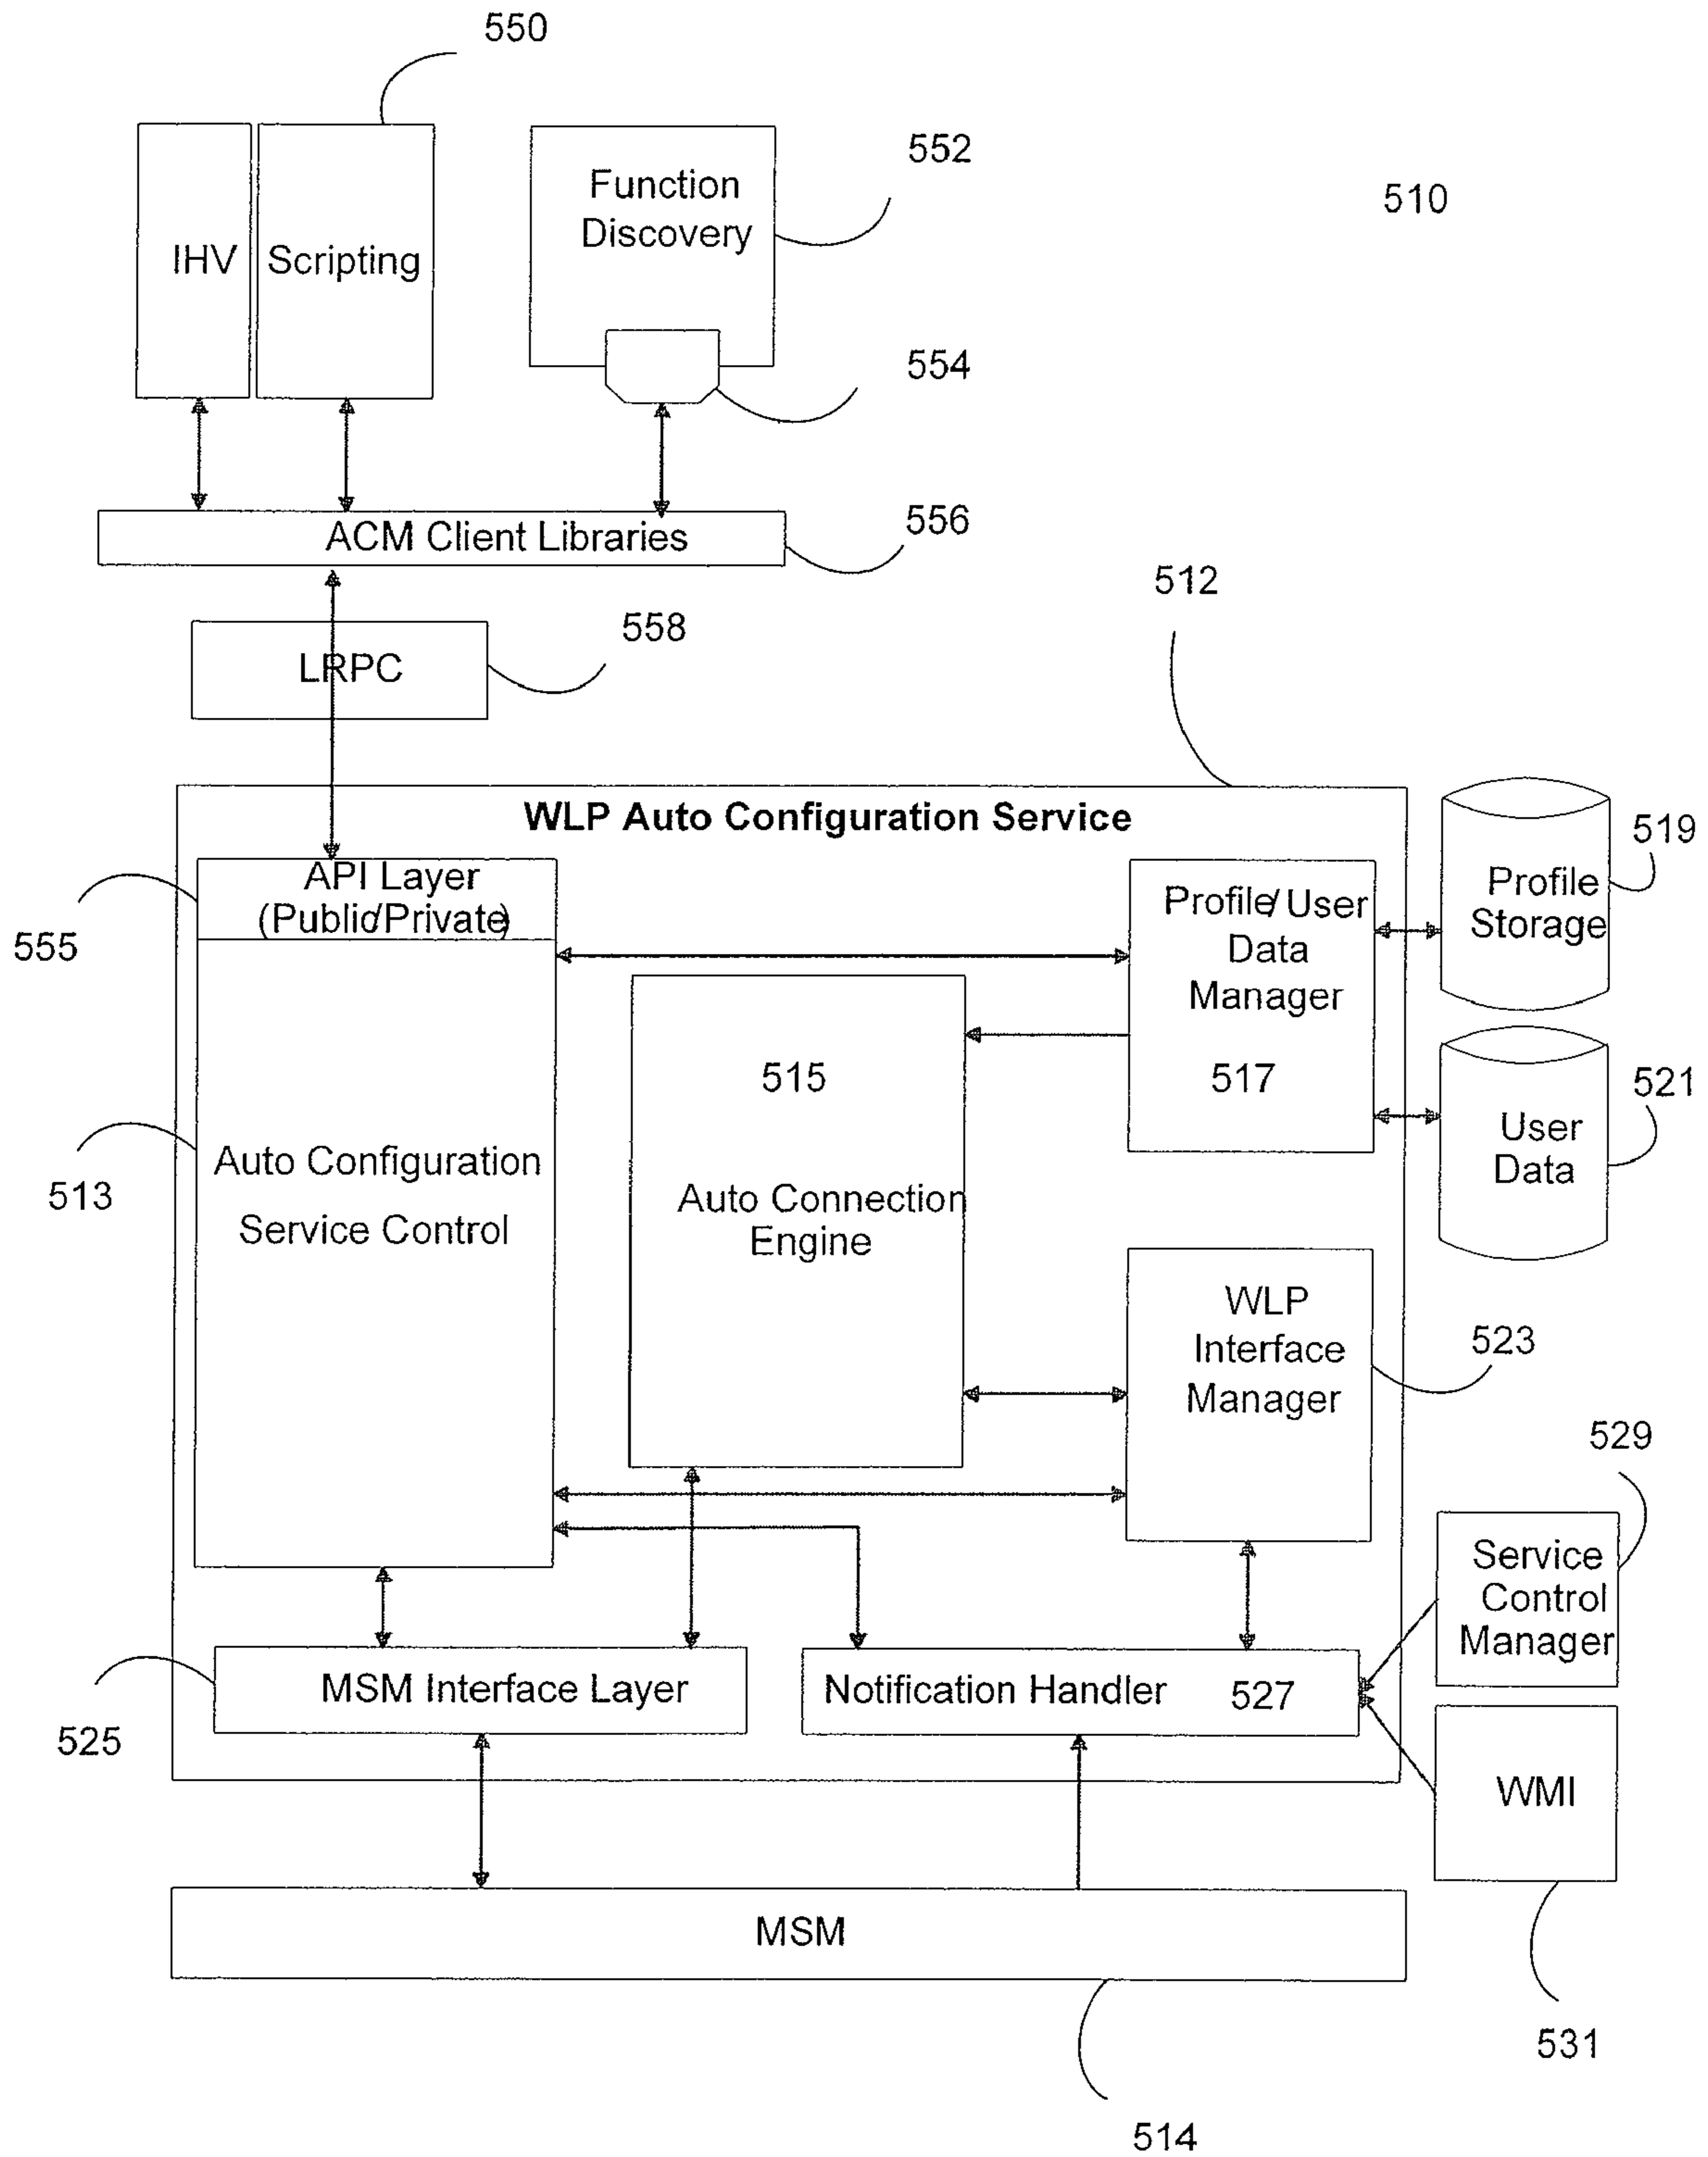 550
552
Function
Discovery
510
IHV
Scripting
554
ACM Client Libraries
556
512
558
LRPC
WLP Auto Configuration Service
519
API Layer
(Public/Private)
555
Profile/User
Data
Manager
517
Profile
Storage
515
521
User
Data
513
Auto Configuration
Service Control
Auto Connection
Engine
WLP
Interface
Manager
523
529
Service
Control
Manager
MSM Interface Layer
525
Notification Handler 527
WMI
MSM
531
514